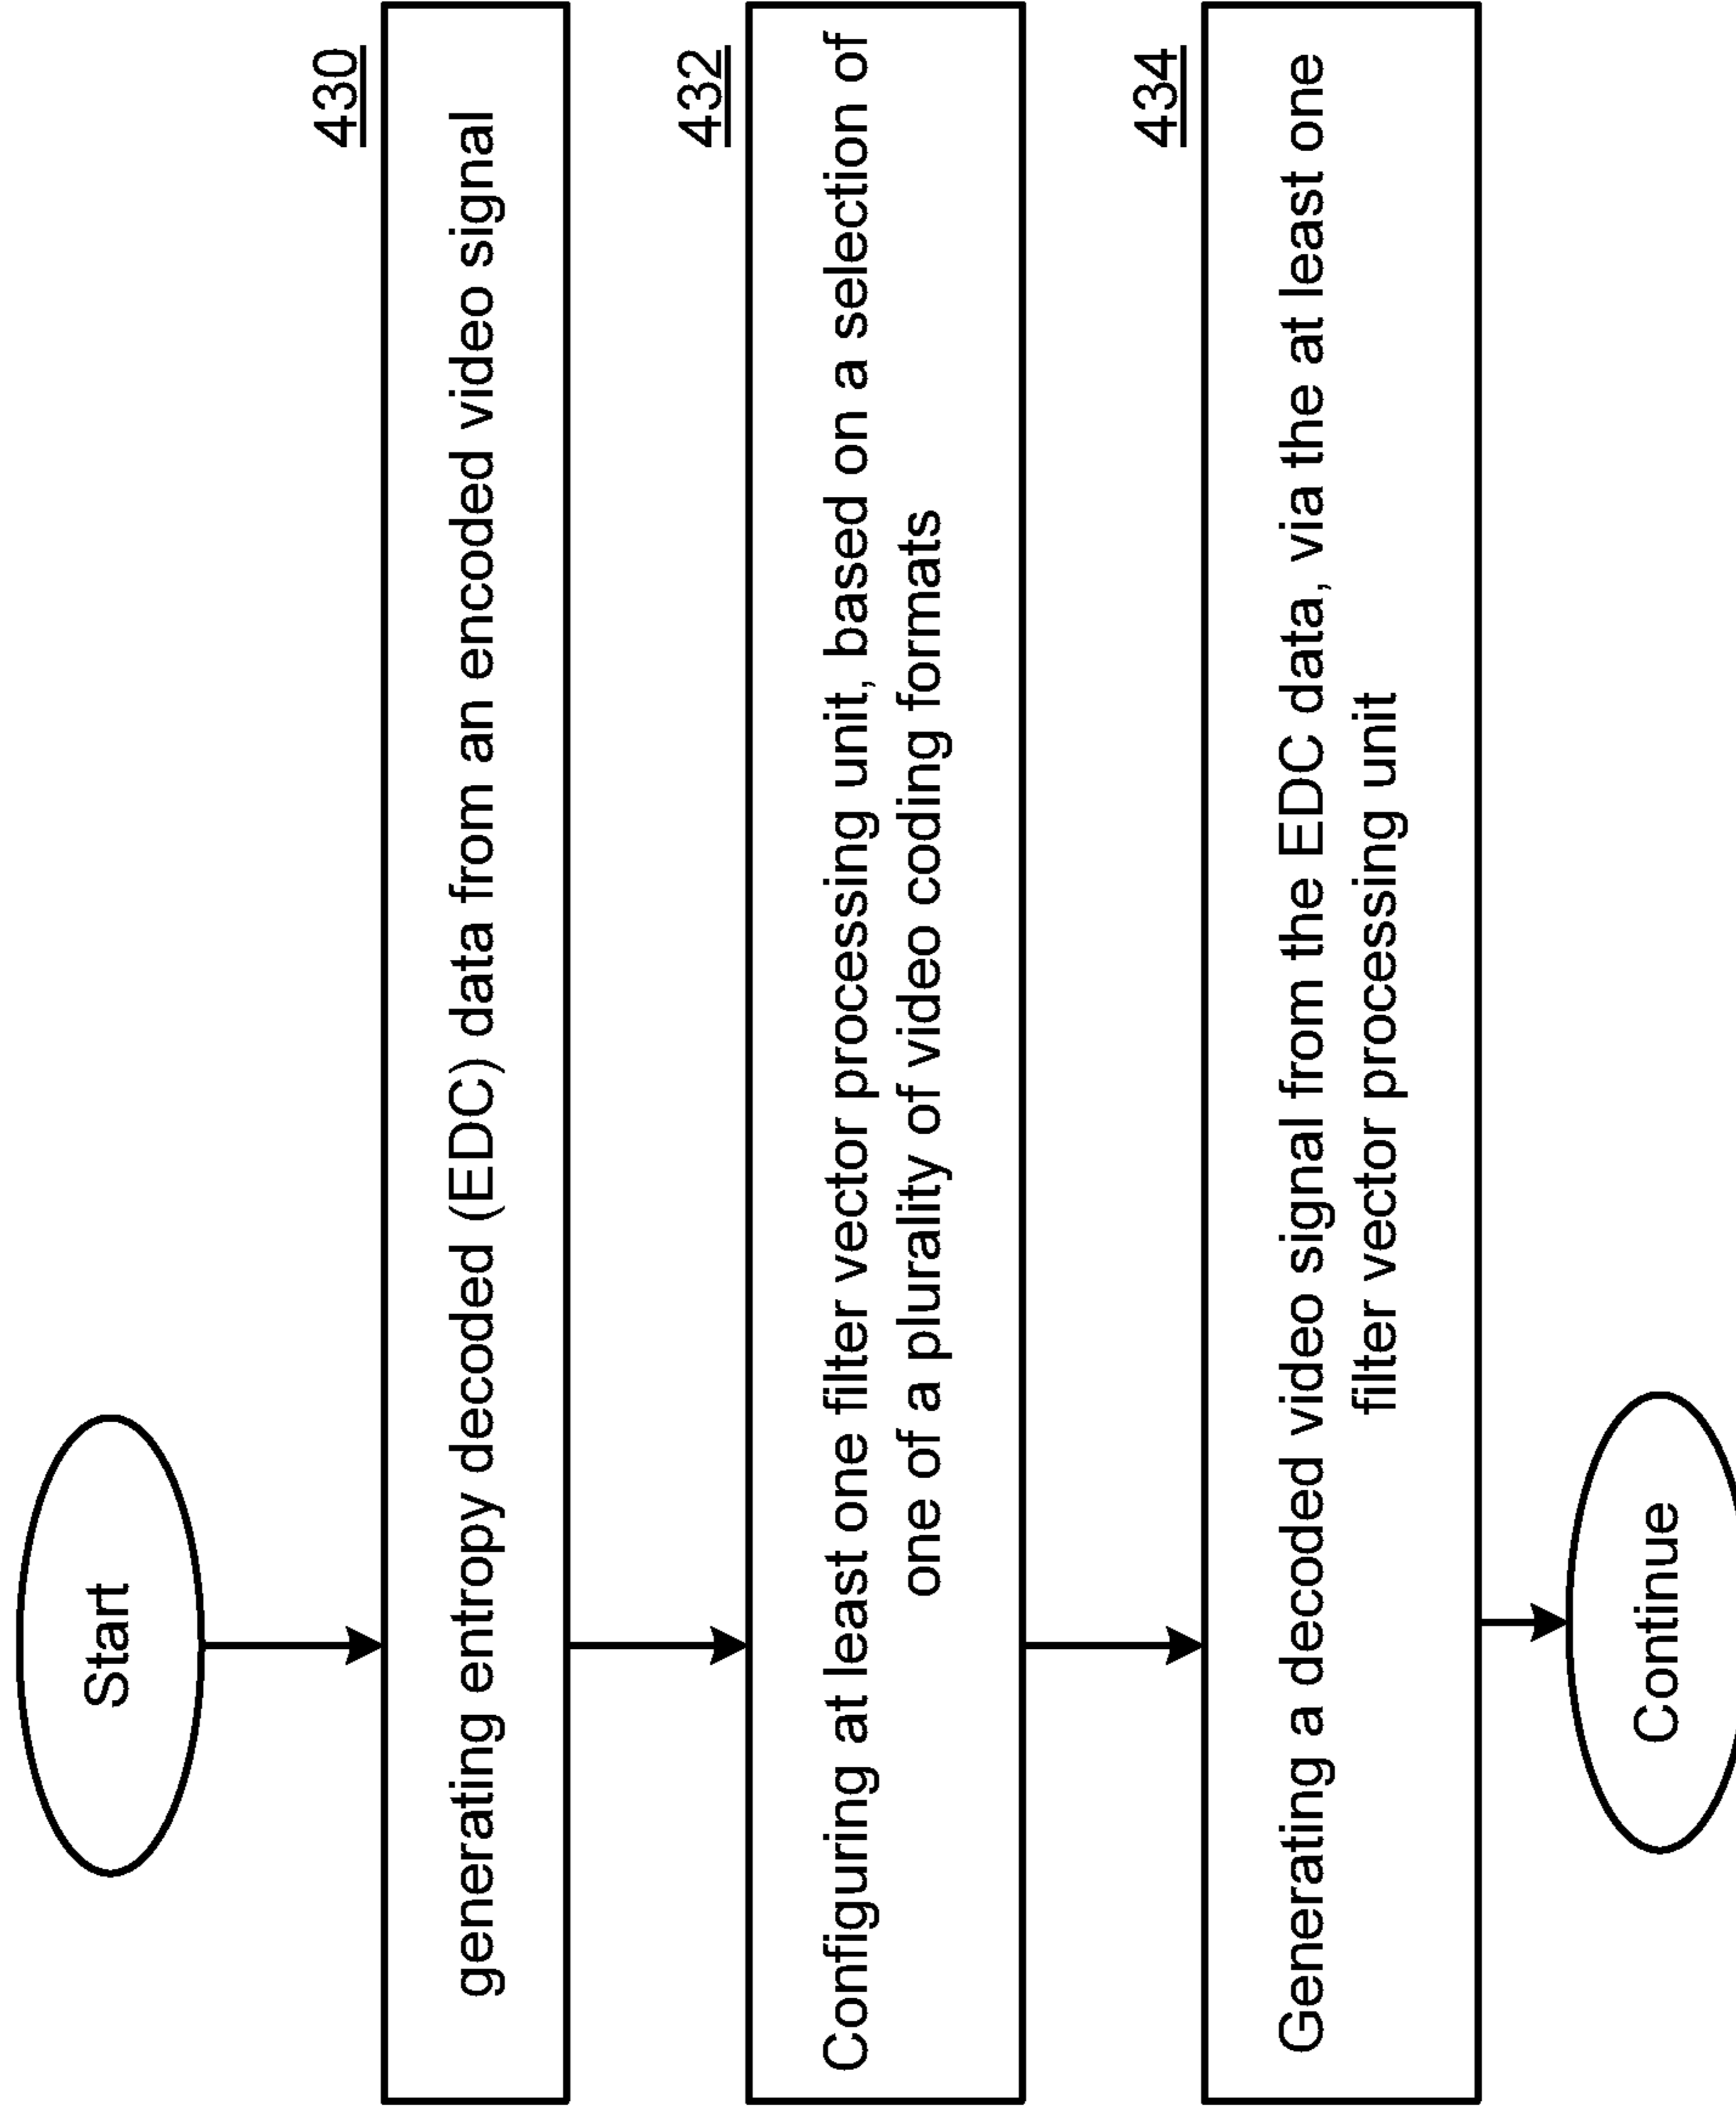 Start
430
generating entropy decoded (EDC) data from an encoded video signal
432
Configuring at least one filter vector processing unit, based on a selection of
one of a plurality of video coding formats
434
Generating a decoded video signal from the EDC data, via the at least one
filter vector processing unit
Continue